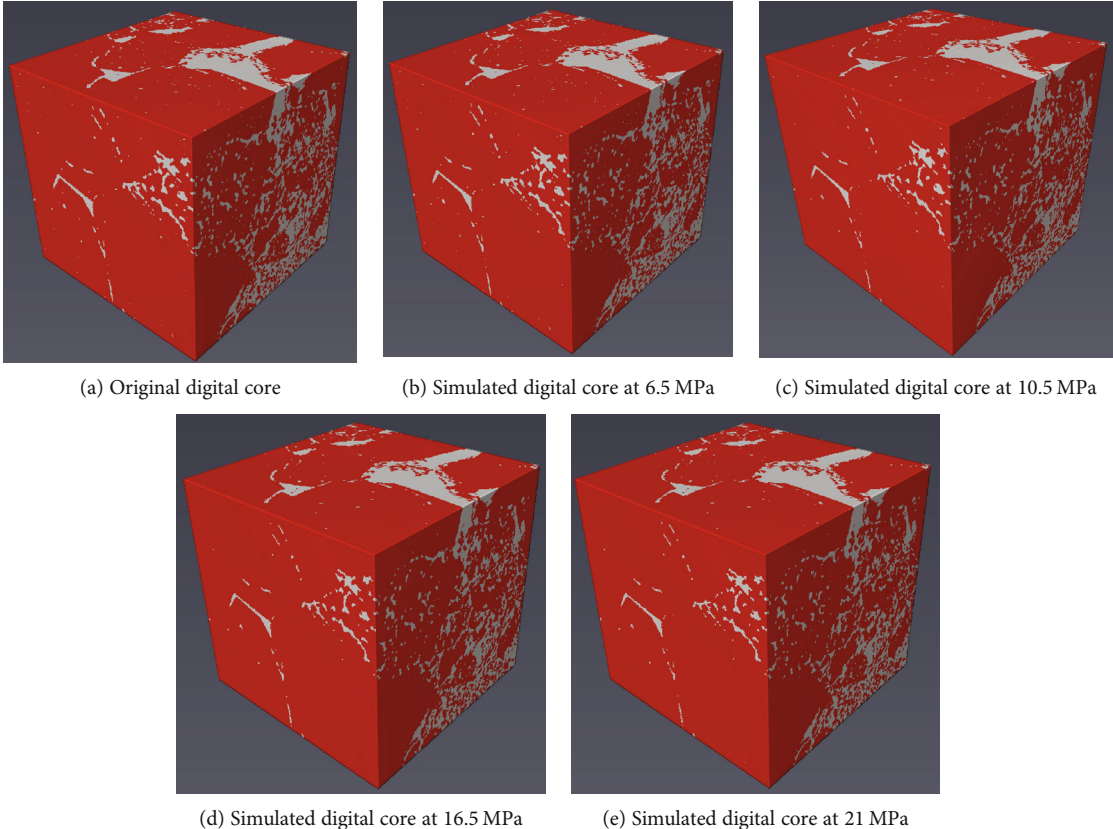 (a) Original digital core
(b) Simulated digital core at 6.5 MPa
(c) Simulated digital core at 10.5 MPa
(d) Simulated digital core at 16.5 MPa
(e) Simulated digital core at 21 MPa